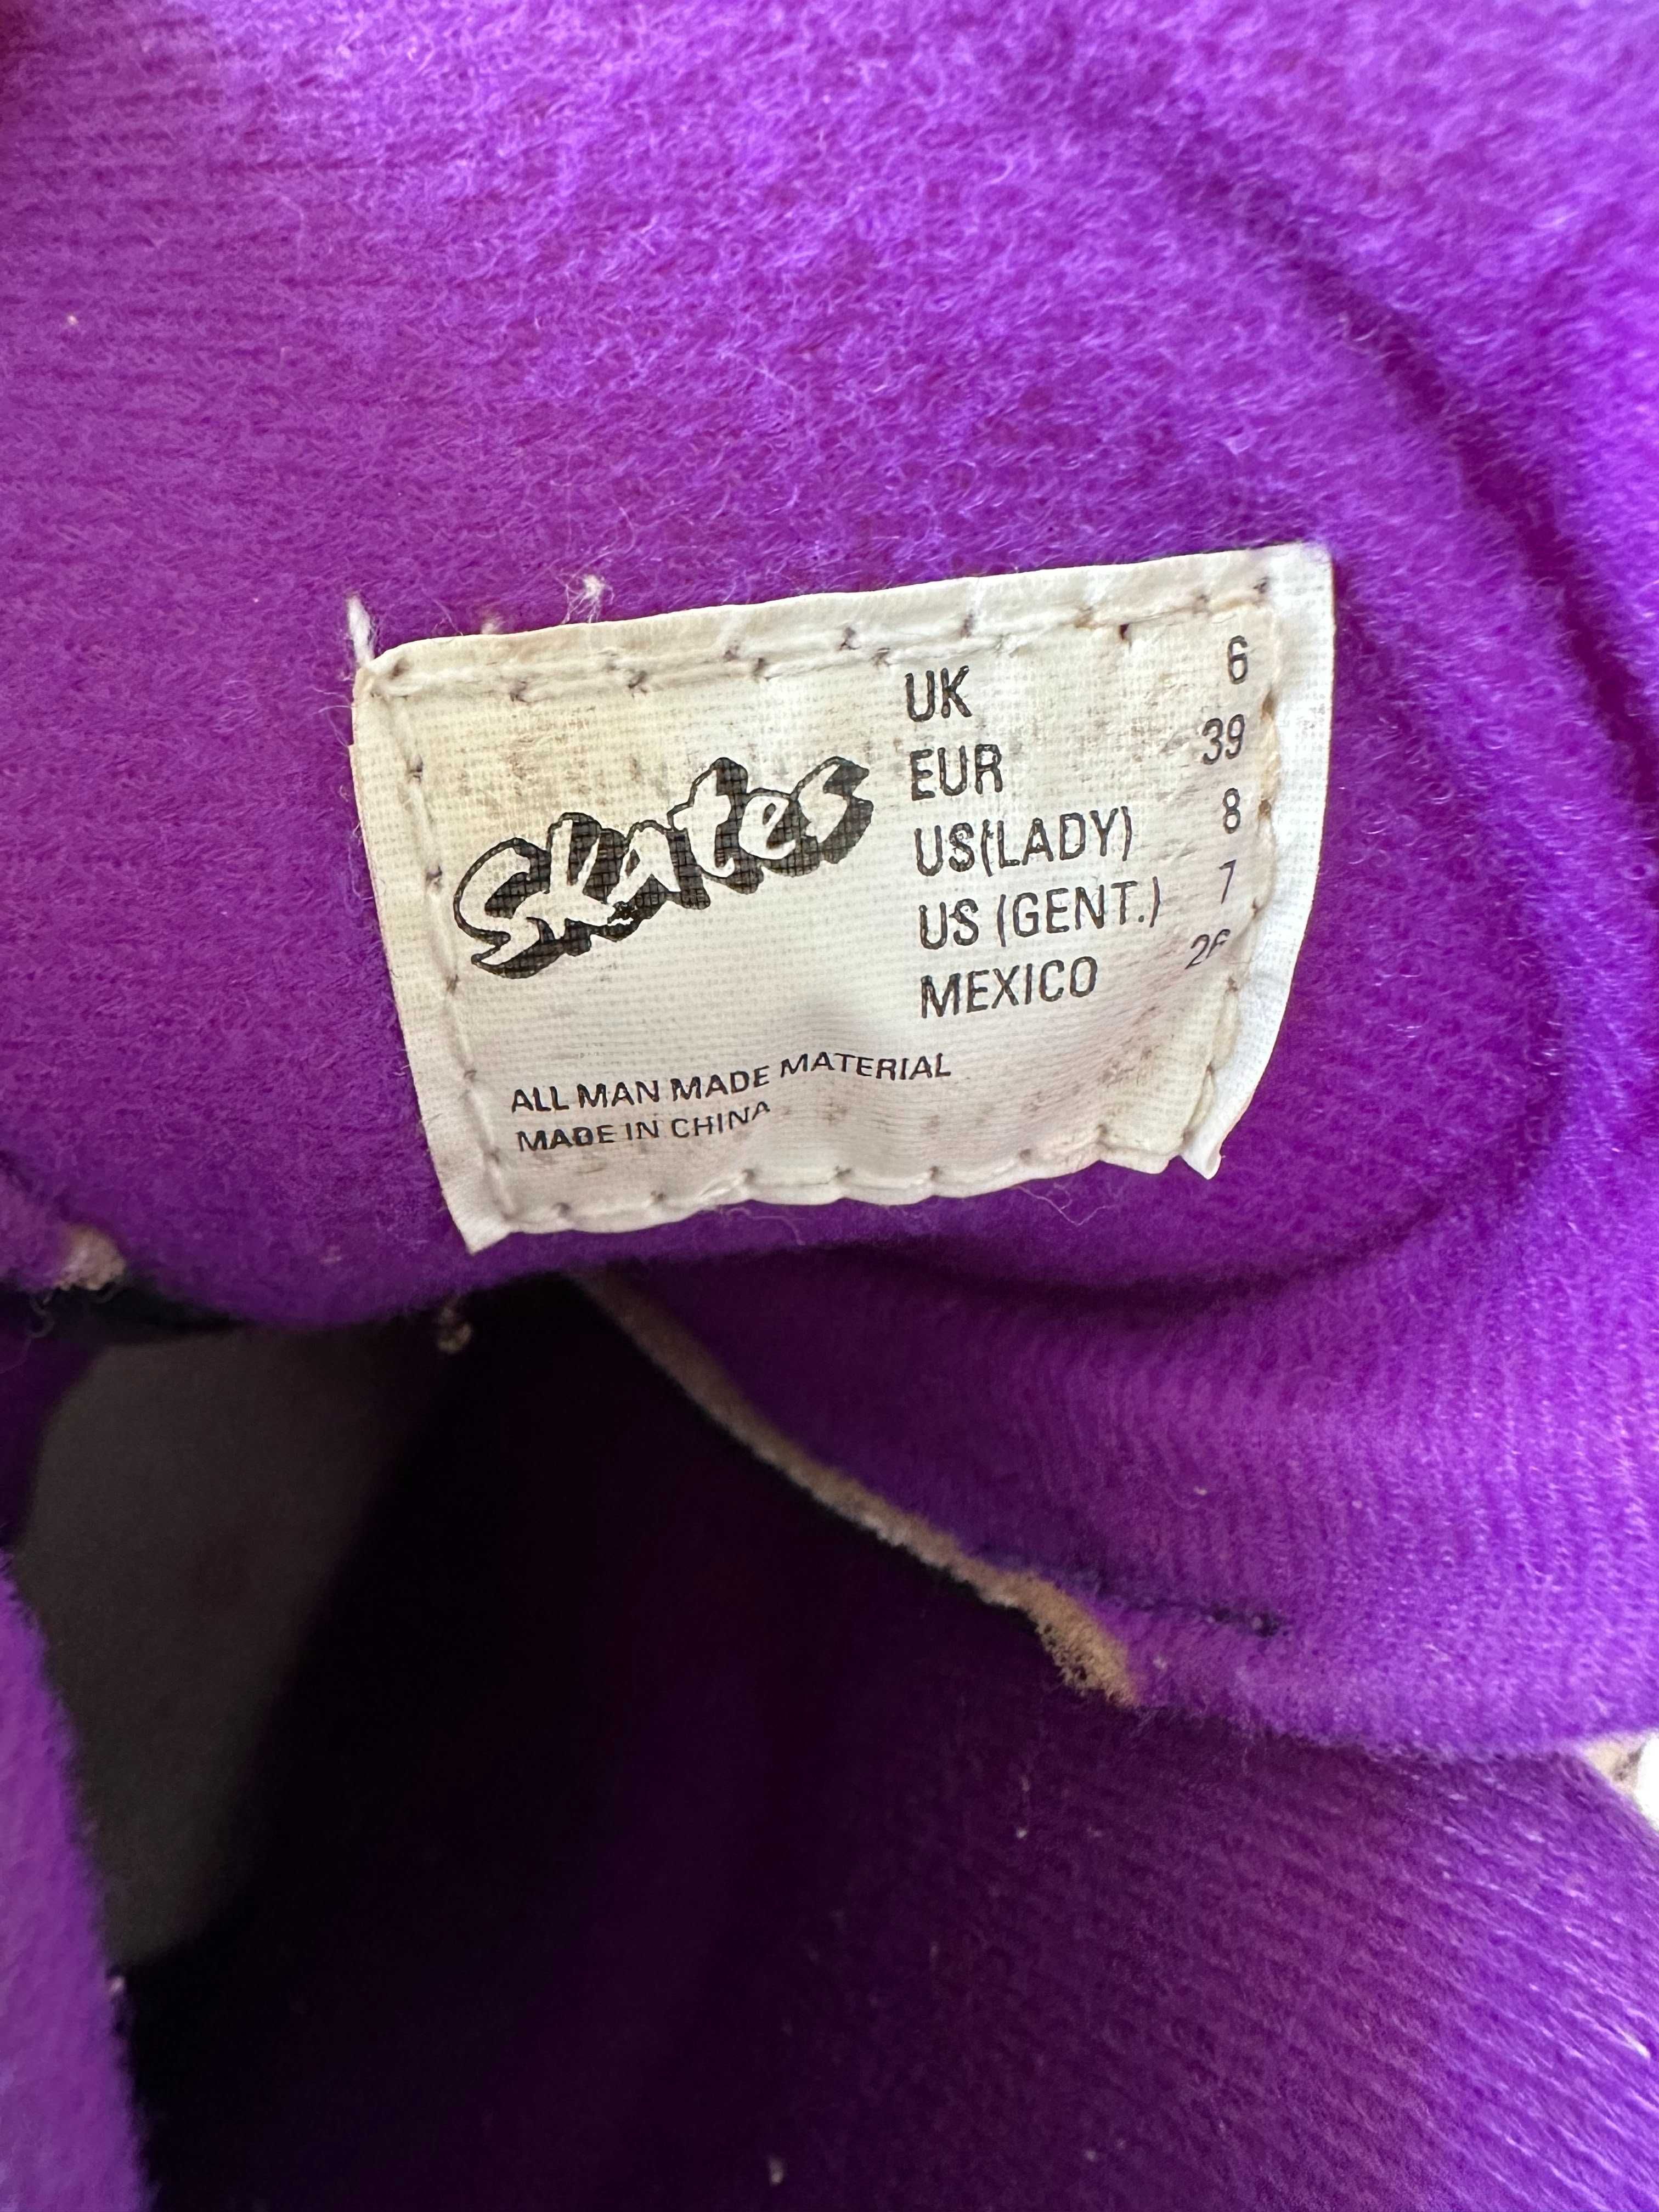 Skates
UK 6
EUR 39
US(LADY) 8
US (GENT.) 7
MEXICO
ALL MAN MADE MATERIAL
MADE IN CHINA